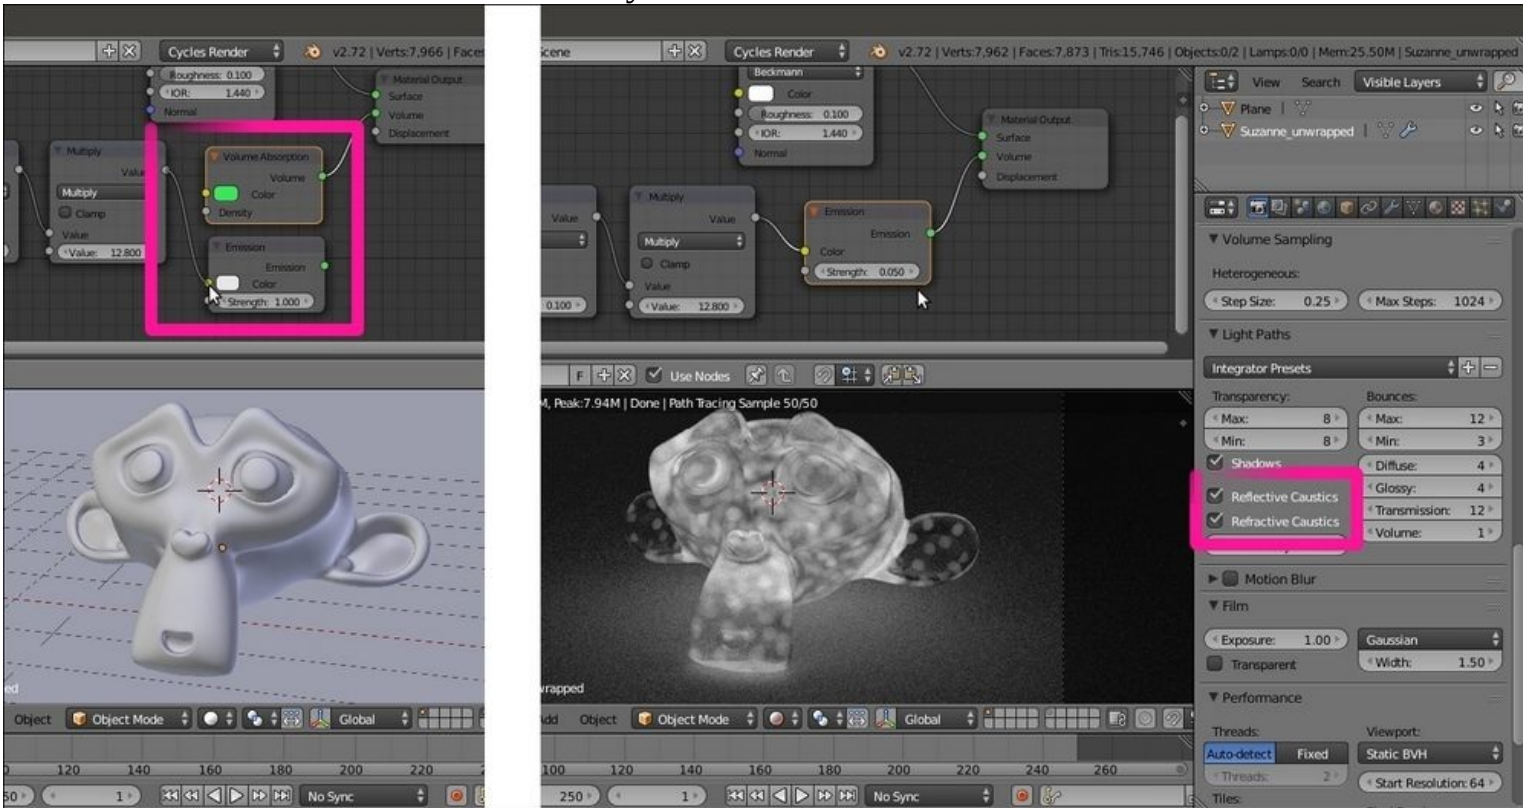 Cycles Render
v2.72 | Verts:7,966 | Faces
Roughness: 0.100
IOR: 1.440
Normal
Material Output
Surface
Volume
Displacement
Multiply
Value
Multiply
Clamp
Value
Value: 12.800
Volume Absorption
Volume
Color
Density
Emission
Emission
Color
Strength: 1.000
Object
Object Mode
Global
120 140 160 180 200 220
1
No Sync
Scene
Cycles Render
v2.72 | Verts:7,962 | Faces:7,873 | Tris:15,746 | Objects:0/2 | Lamps:0/0 | Mem:25.50M | Suzanne_unwrapped
Beckmann
Color
Roughness: 0.100
IOR: 1.440
Normal
Material Output
Surface
Volume
Displacement
Value
0.100
Multiply
Value
Multiply
Clamp
Value
Value: 12.800
Emission
Emission
Color
Strength: 0.050
F
Use Nodes
M, Peak:7.94M | Done | Path Tracing Sample 50/50
wrapped
Object
Object Mode
Global
100 120 140 160 180 200 220 240 260
250
1
No Sync
View Search Visible Layers
Plane
Suzanne_unwrapped
Volume Sampling
Heterogeneous:
Step Size: 0.25
Max Steps: 1024
Light Paths
Integrator Presets
Transparency: Bounces:
Max: 8 Max: 12
Min: 8 Min: 3
Shadows Diffuse: 4
Reflective Caustics Glossy: 4
Refractive Caustics Transmission: 12
Volume: 1
Motion Blur
Film
Exposure: 1.00 Gaussian
Transparent Width: 1.50
Performance
Threads: Viewport:
Auto-detect Fixed Static BVH
Threads: 2 Start Resolution: 64
Tiles: